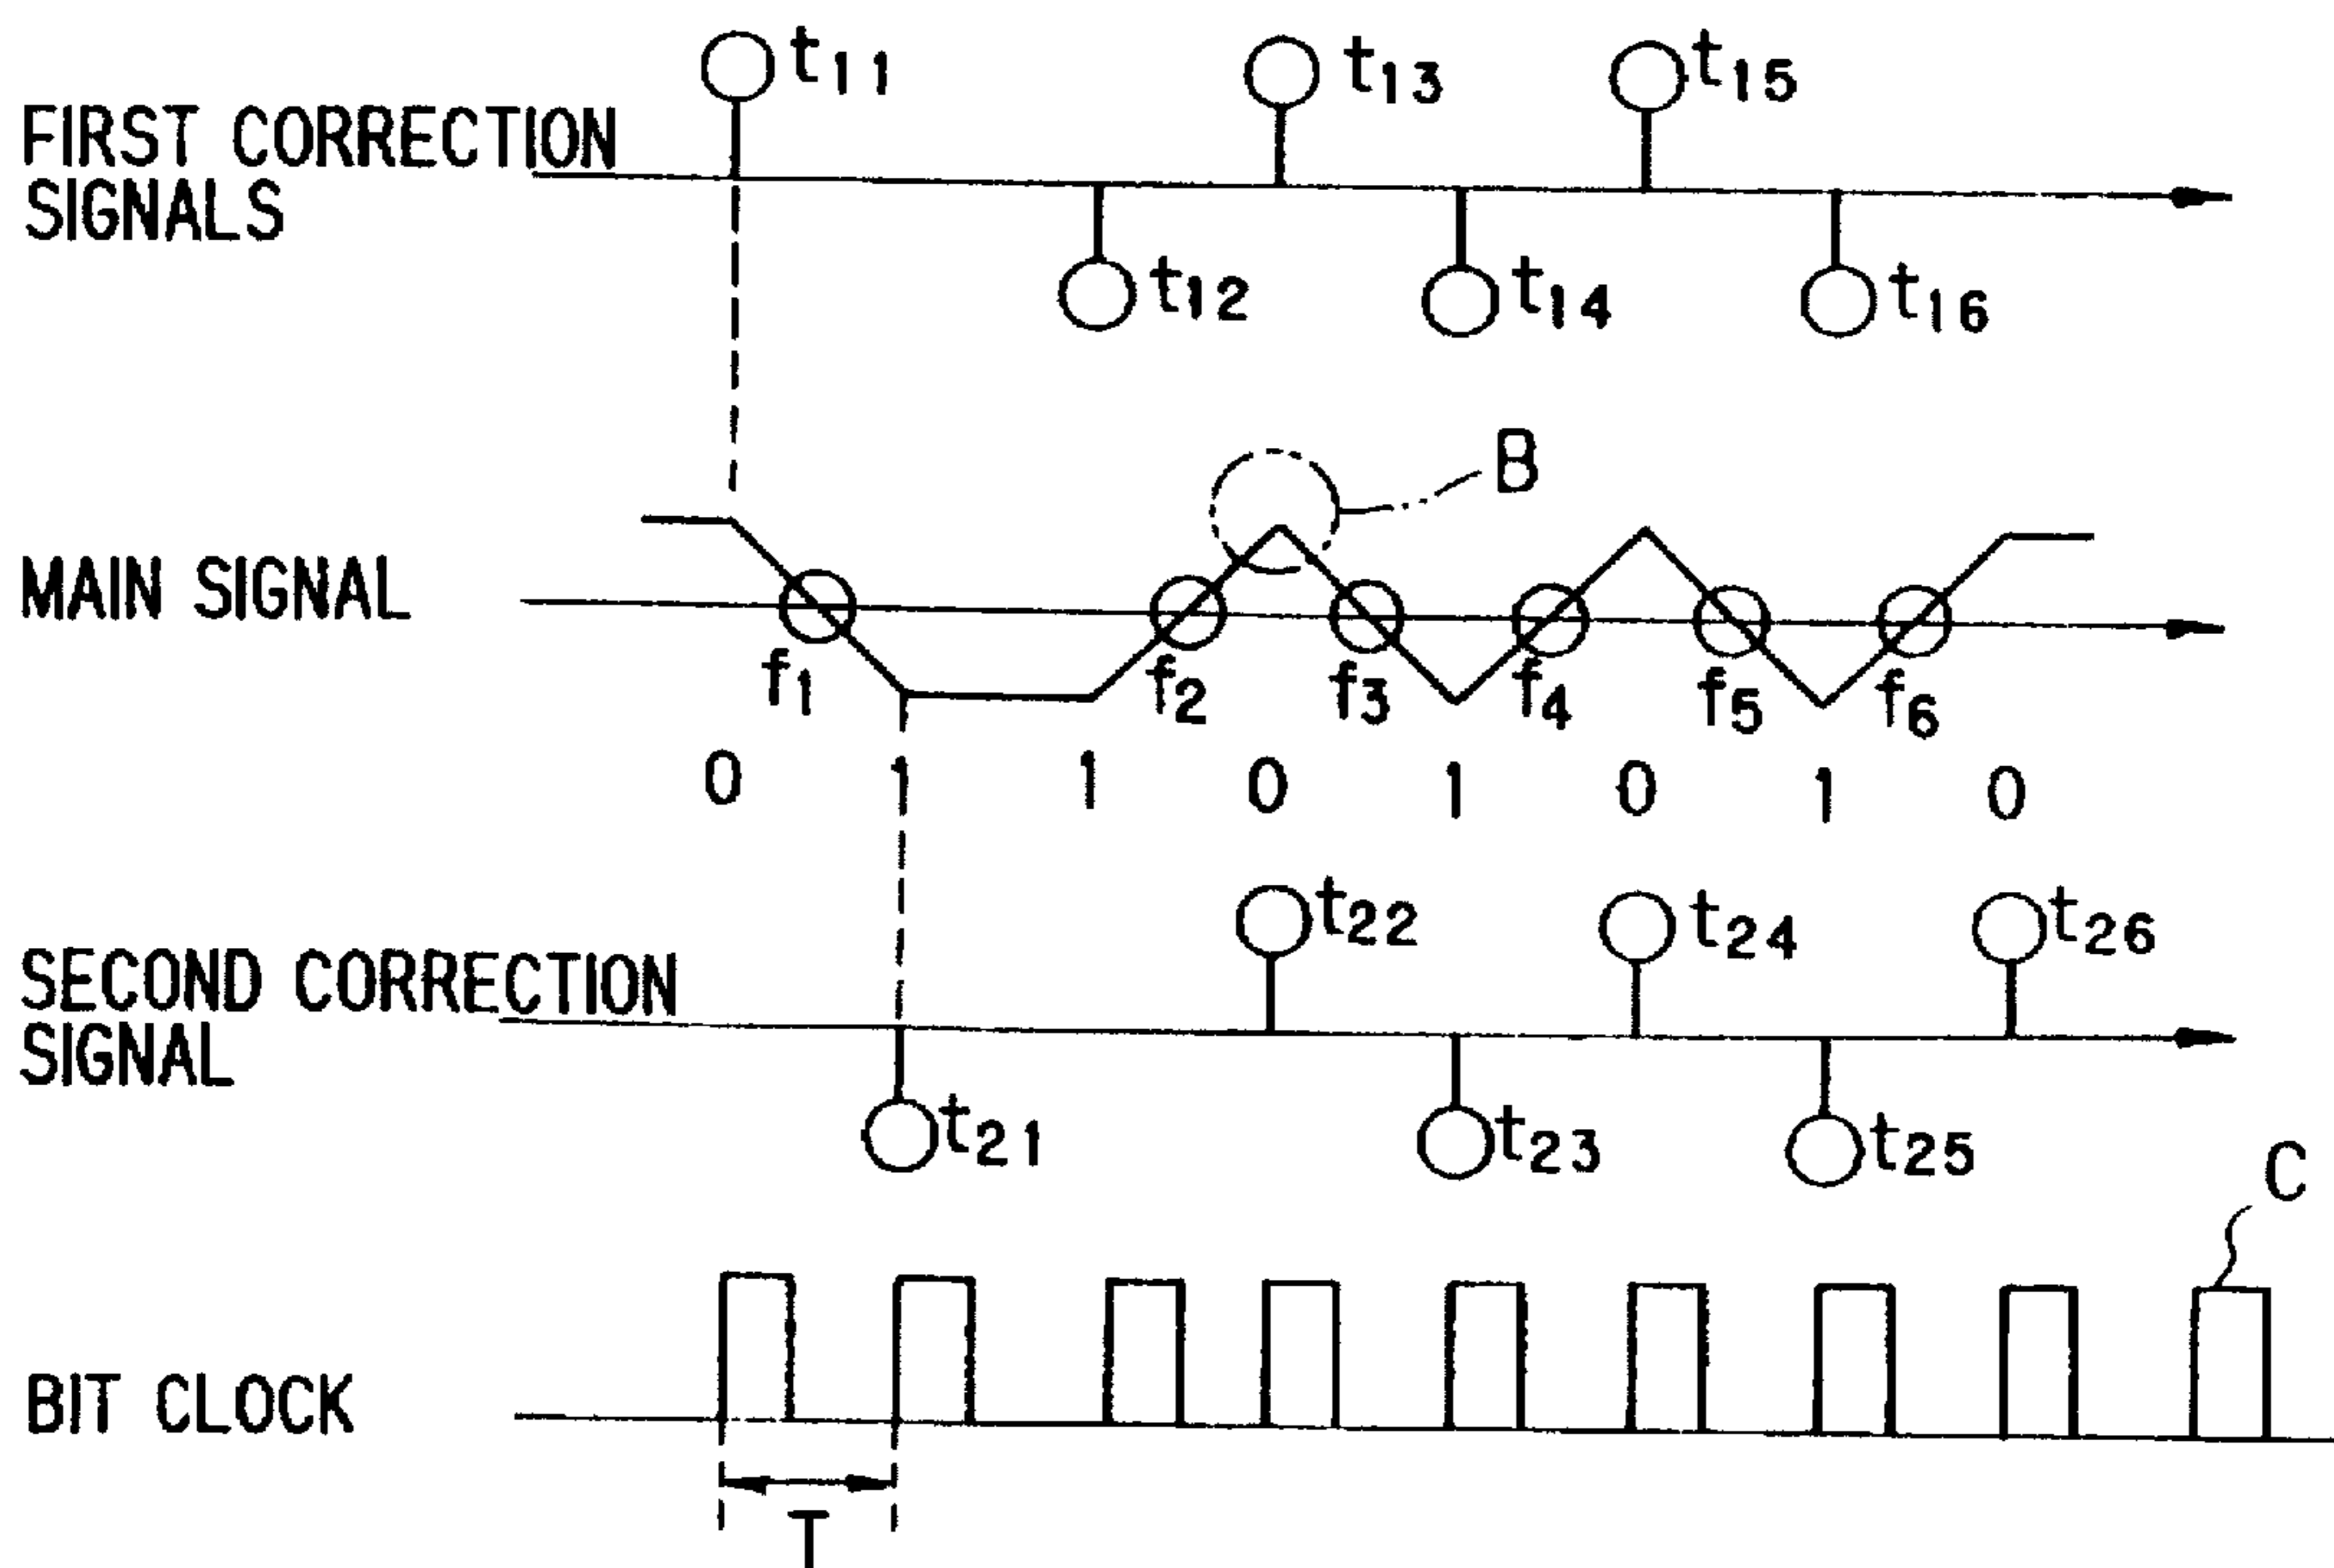 t11 t13 t15
FIRST CORRECTION
SIGNALS
t12 t14 t16
B
MAIN SIGNAL
f1 f2 f3 f4 f5 f6
0 1 1 0 1 0 1 0
t22 t24 t26
SECOND CORRECTION
SIGNAL
t21 t23 t25
C
BIT CLOCK
T